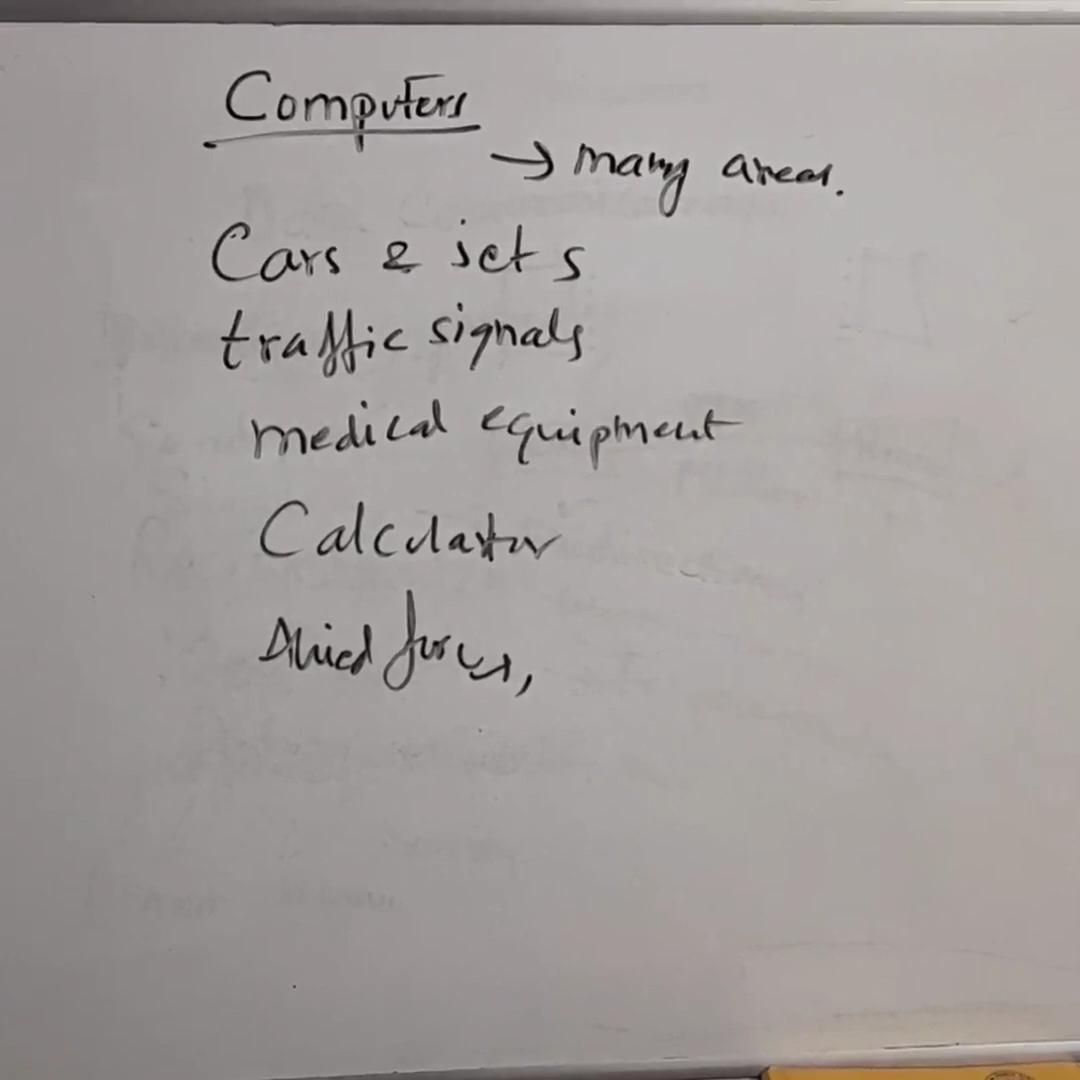 Computers
→ many areas.
Cars & jets
traffic signals
medical equipment
Calculator
Allied forces,